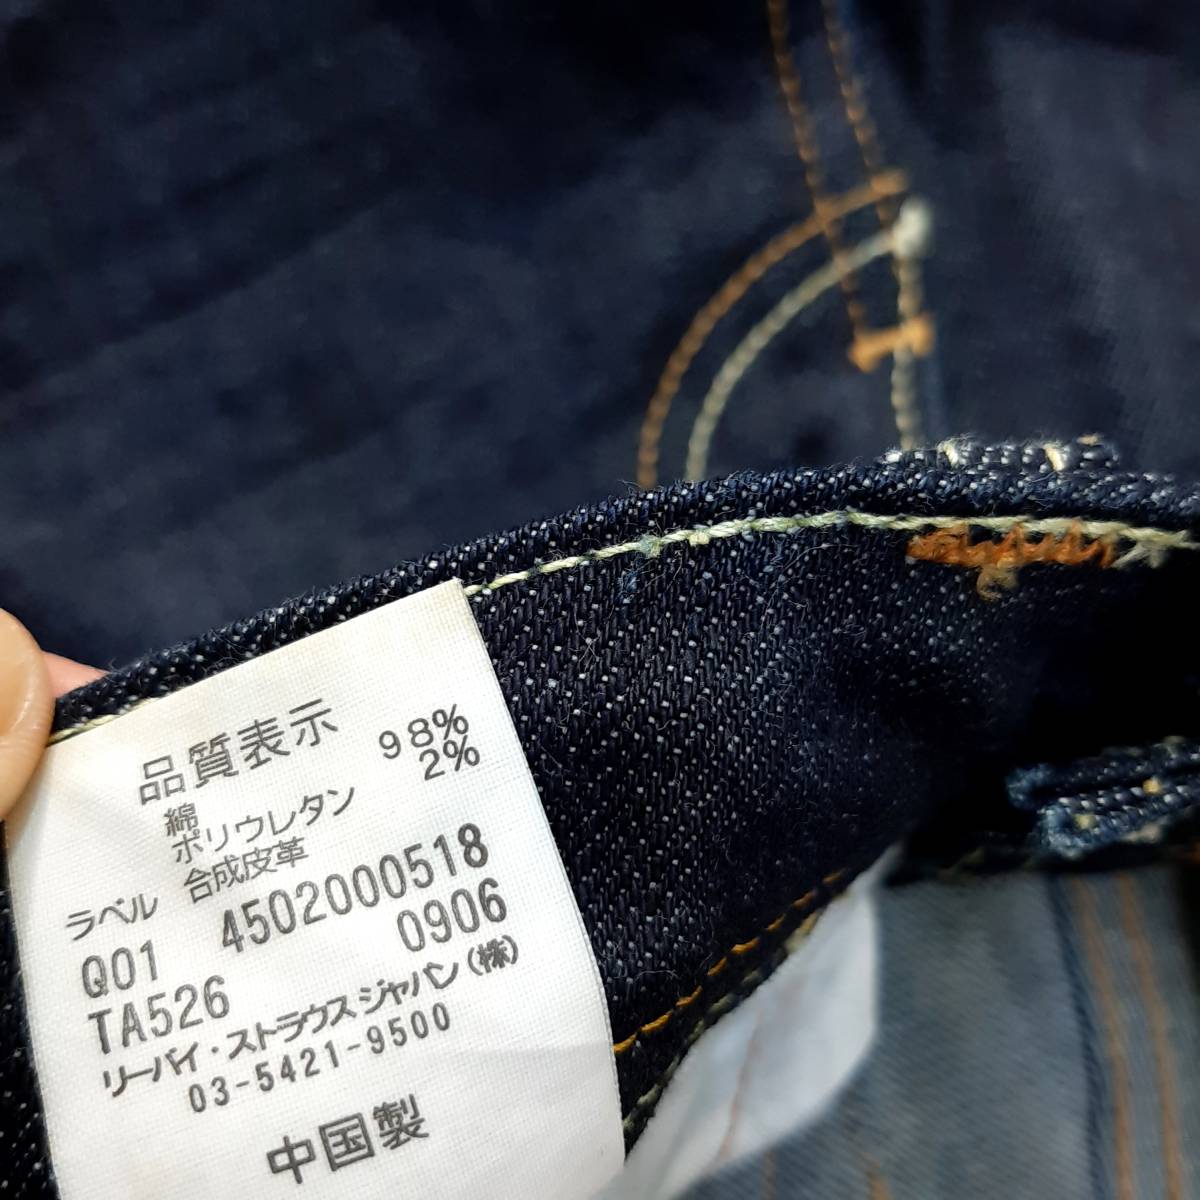 品質表示
綿 98%
ポリウレタン 2%
ラベル 合成皮革
Q01 4502000518
TA526 0906
リーバイ・ストラウスジャパン(株)
03-5421-9500
中国製